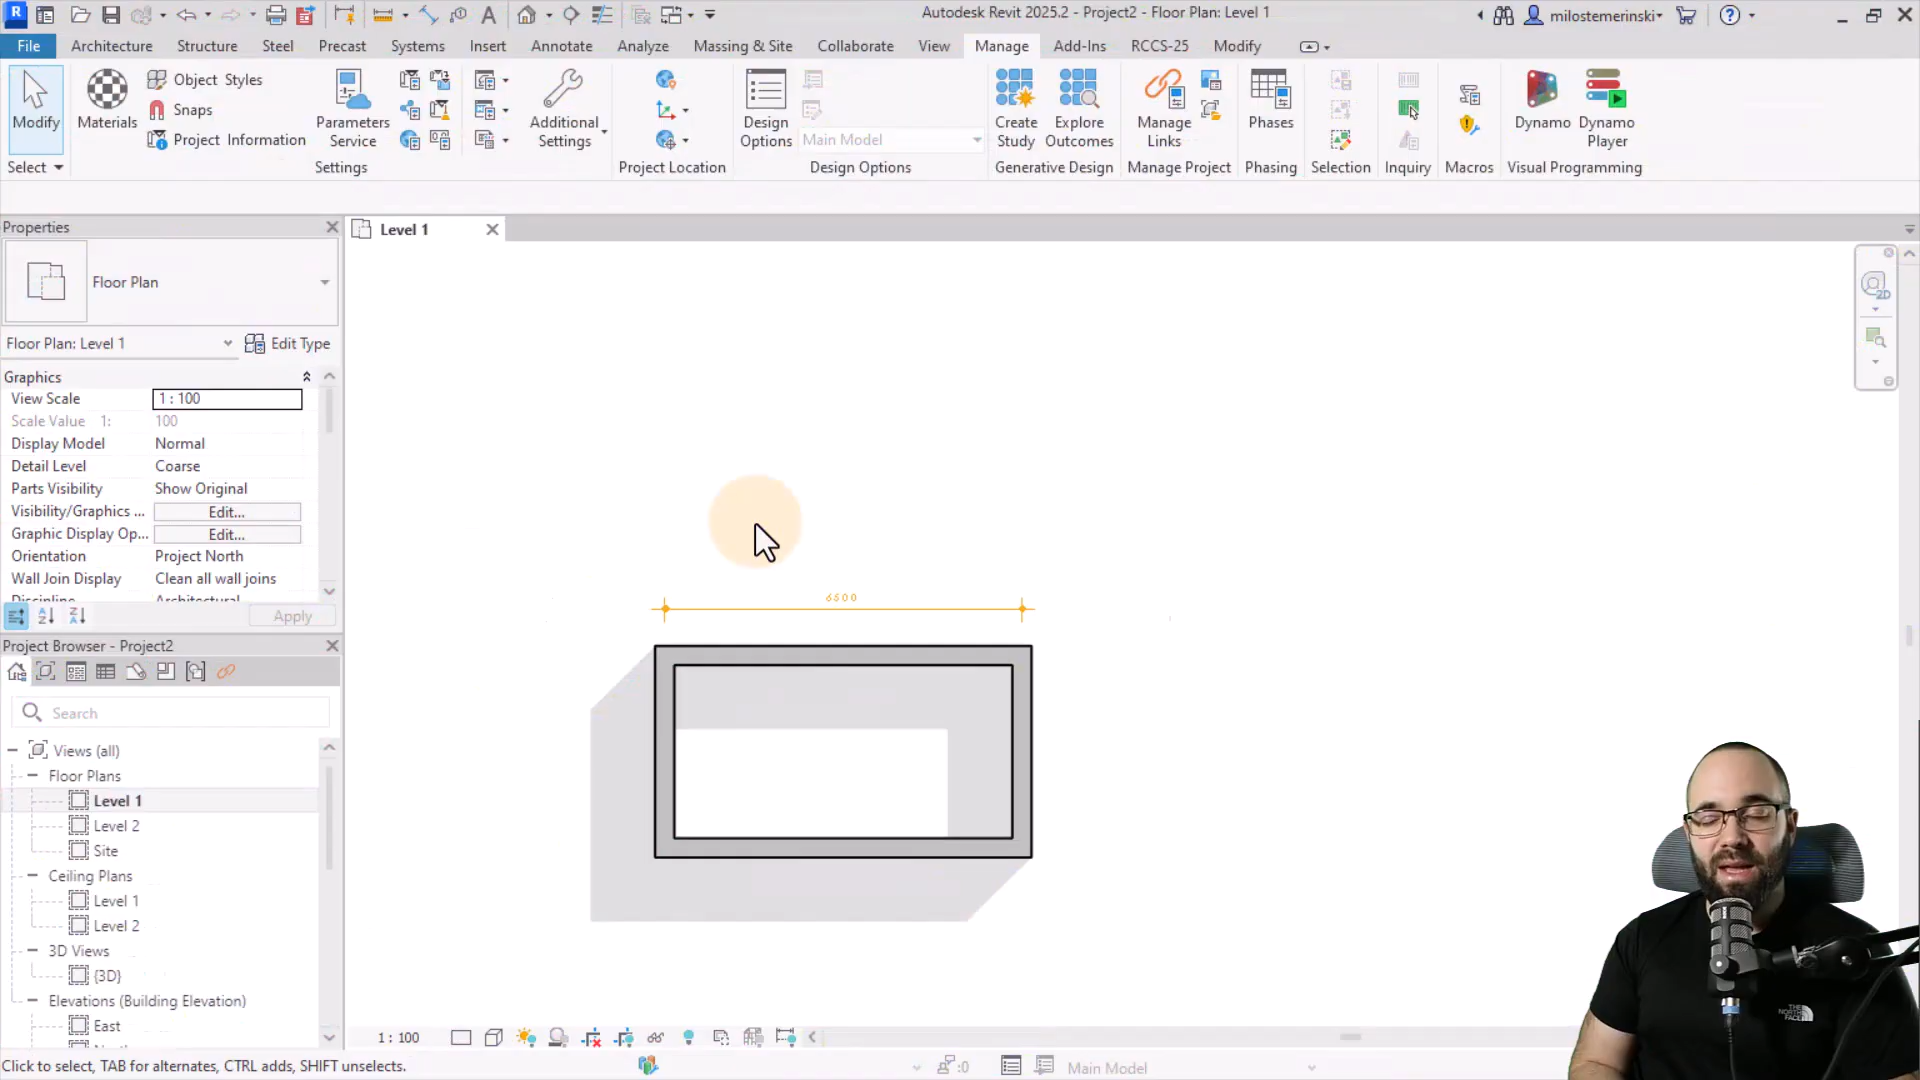 Autodesk Revit 2025.2 - Project2 - Floor Plan: Level 1
milostemerinski
File
Architecture
Structure
Steel
Precast
Systems
Insert
Annotate
Analyze
Massing & Site
Collaborate
View
Manage
Add-Ins
RCCS-25
Modify
Modify
Materials
Object Styles
Snaps
Project Information
Parameters
Service
Additional
Settings
Design
Options
Main Model
Create
Study
Explore
Outcomes
Manage
Links
Phases
Dynamo
Dynamo
Player
Select
Settings
Project Location
Design Options
Generative Design
Manage Project
Phasing
Selection
Inquiry
Macros
Visual Programming
Properties
Floor Plan
Floor Plan: Level 1
Edit Type
Graphics
View Scale
1 : 100
Scale Value 1:
100
Display Model
Normal
Detail Level
Coarse
Parts Visibility
Show Original
Visibility/Graphics ...
Edit...
Graphic Display Op...
Edit...
Orientation
Project North
Wall Join Display
Clean all wall joins
Discipline
Architectural
Apply
Project Browser - Project2
Search
Views (all)
Floor Plans
Level 1
Level 2
Site
Ceiling Plans
Level 1
Level 2
3D Views
{3D}
Elevations (Building Elevation)
East
Level 1
2D
6500
1 : 100
Click to select, TAB for alternates, CTRL adds, SHIFT unselects.
:0
Main Model
THE
NORTH
FACE